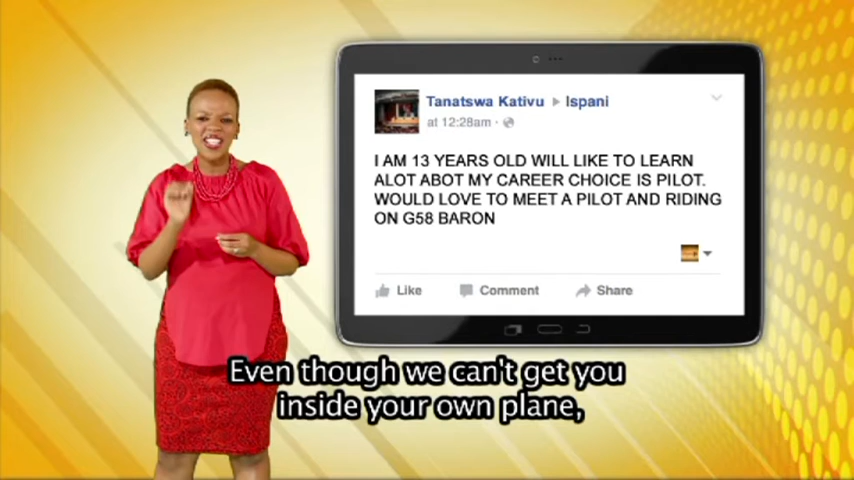 Tanatswa Kativu ▸ Ispani
at 12:28am ·
I AM 13 YEARS OLD WILL LIKE TO LEARN
ALOT ABOT MY CAREER CHOICE IS PILOT.
WOULD LOVE TO MEET A PILOT AND RIDING
ON G58 BARON
Like Comment Share
Even though we can't get you
inside your own plane,